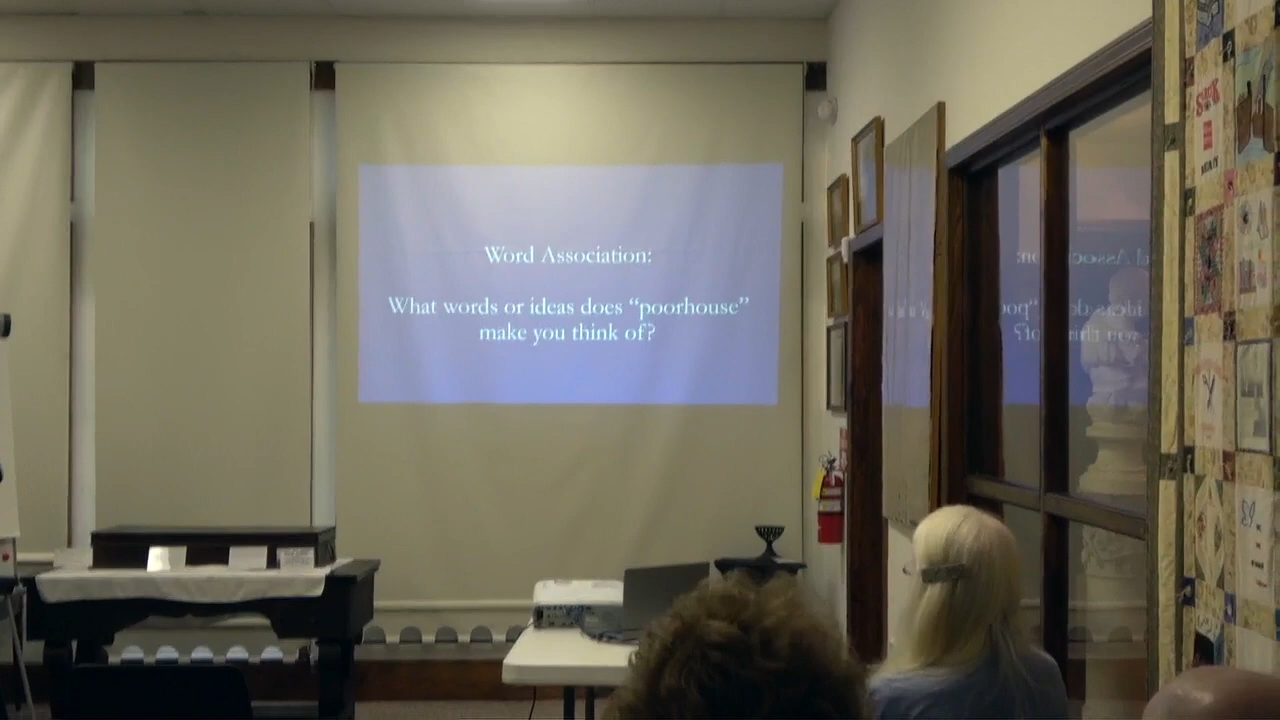 Word Association:
What words or ideas does “poorhouse”
make you think of?